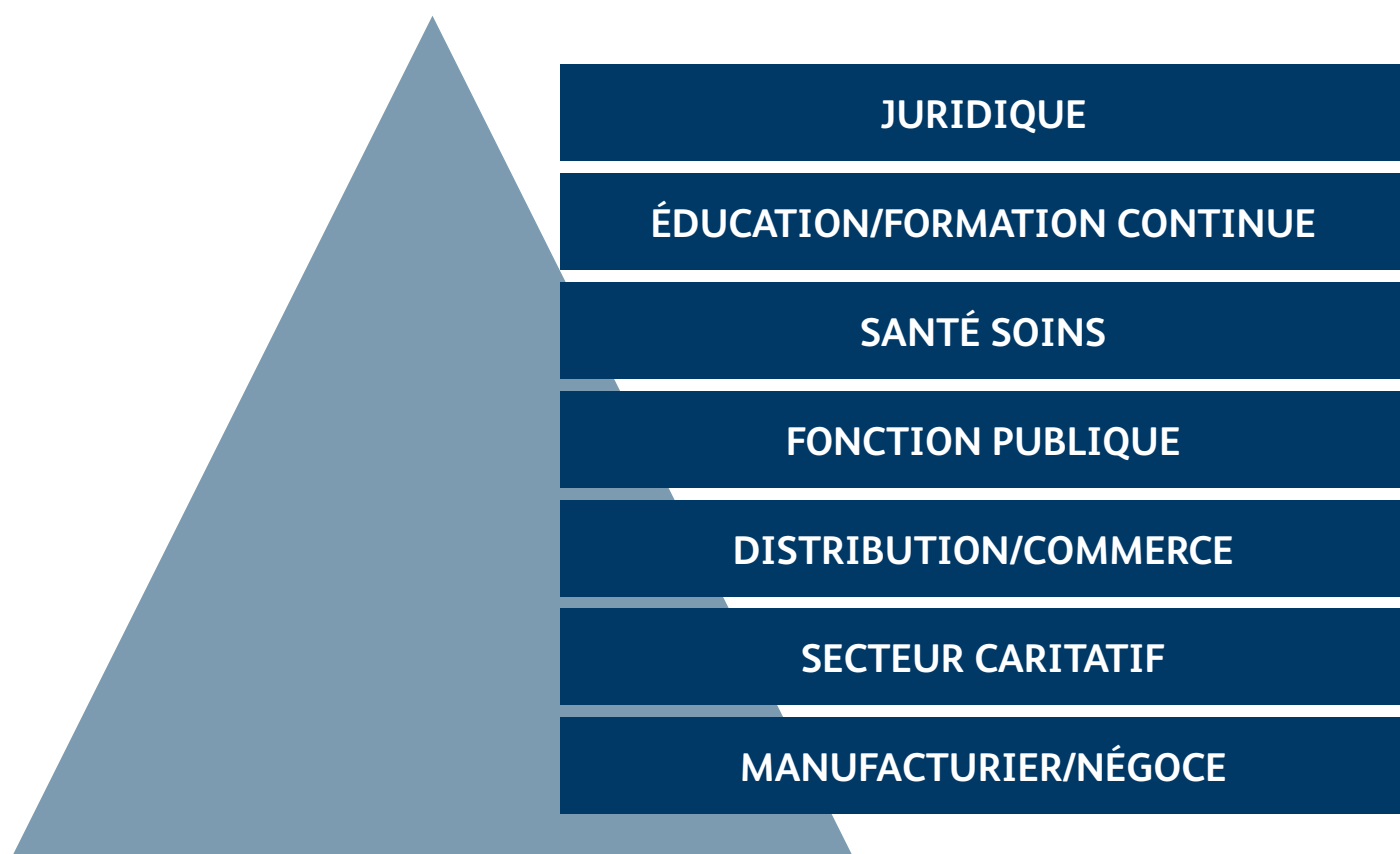 JURIDIQUE
ÉDUCATION/FORMATION CONTINUE
SANTÉ SOINS
FONCTION PUBLIQUE
DISTRIBUTION/COMMERCE
SECTEUR CARITATIF
MANUFACTURIER/NÉGOCE